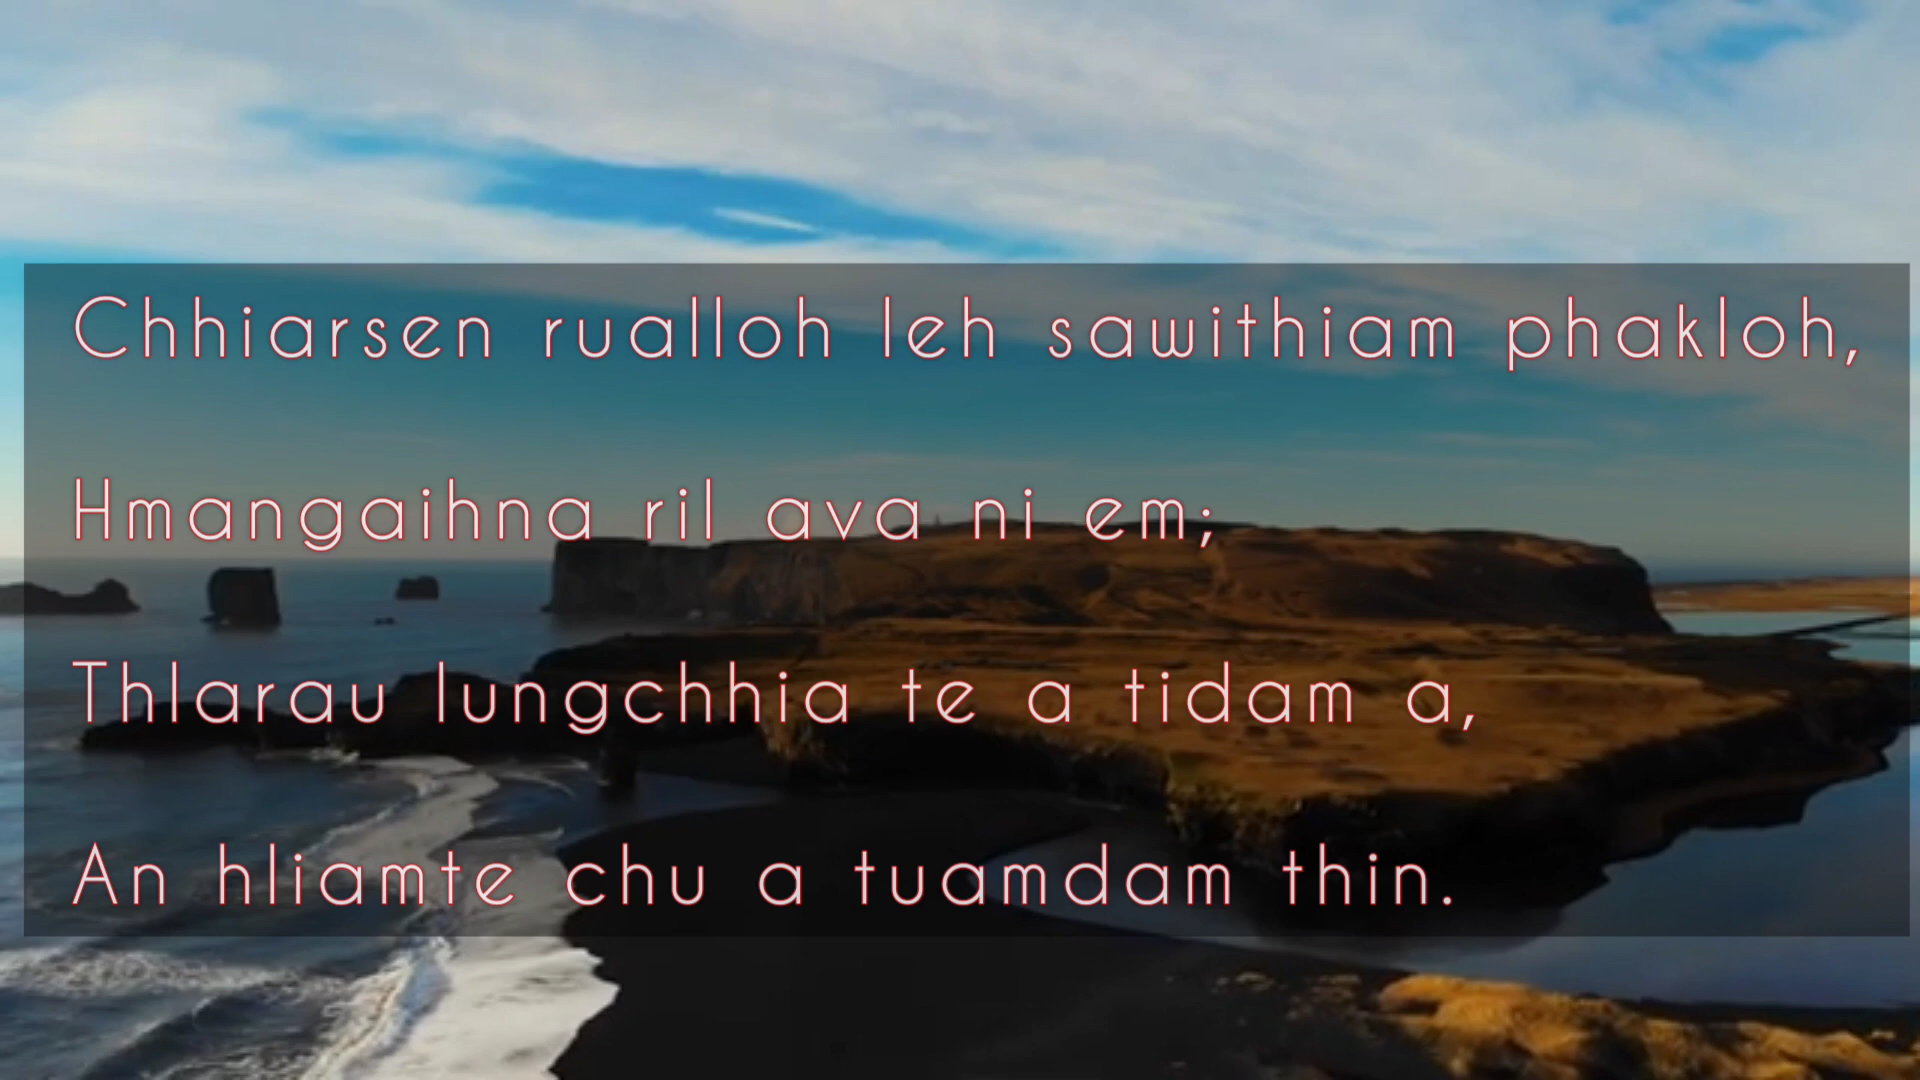 Chhiarsen rualloh leh sawithiam phakloh,
Hmangaihna ril ava ni em;
Thlarau lungchhia te a tidam a,
An hliamte chu a tuamdam thin.